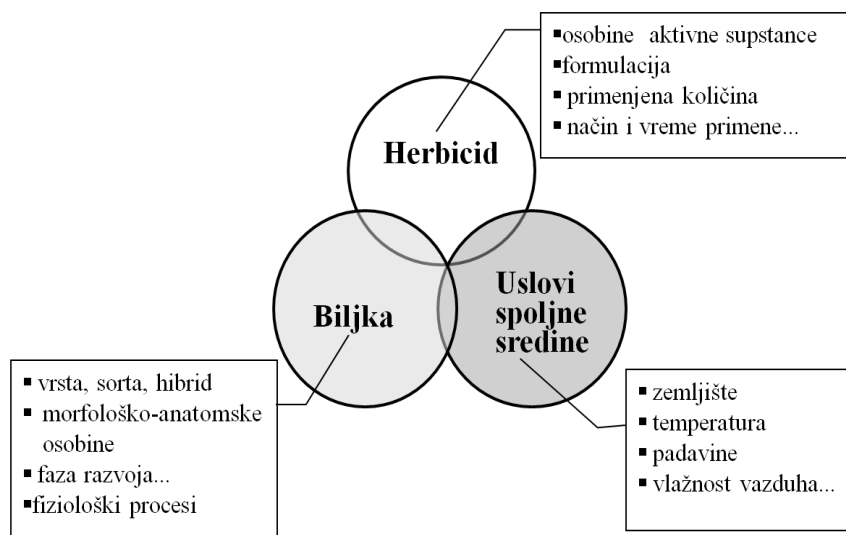 ▪osobine aktivne supstance
▪formulacija
▪ primenjena količina
▪ način i vreme primene...
Herbicid
Biljka
Uslovi
spoljne
sredine
▪ vrsta, sorta, hibrid
▪ morfološko-anatomske
osobine
▪ faza razvoja...
▪fiziološki procesi
▪ zemljište
▪ temperatura
▪ padavine
▪ vlažnost vazduha...